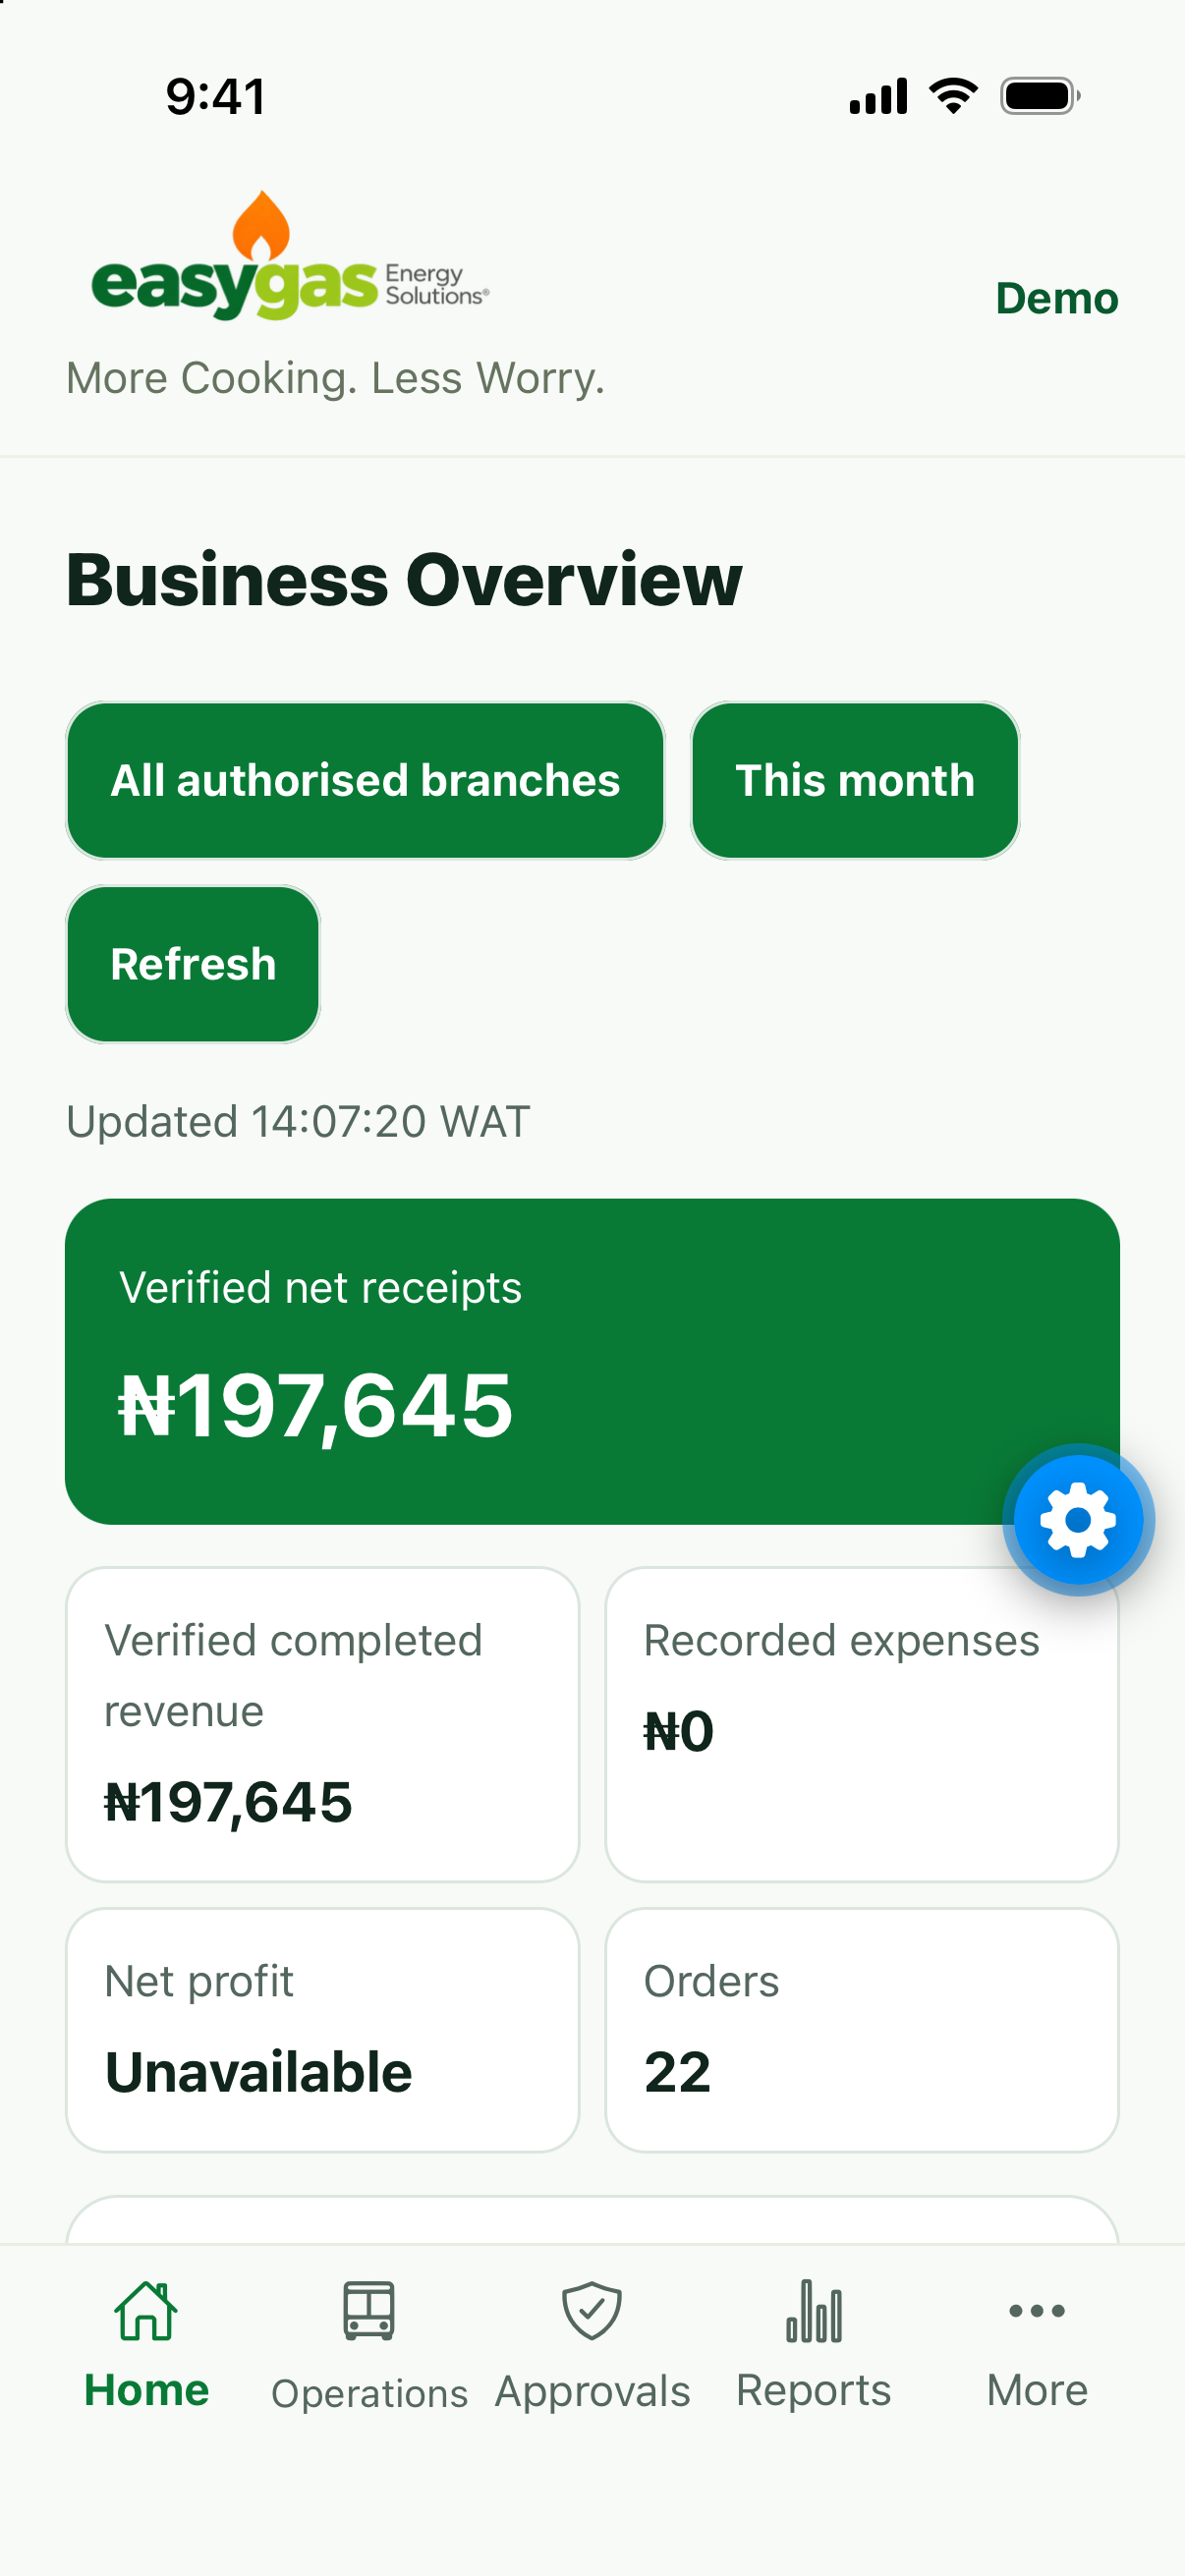 9:41
easygas Energy
Solutions®
Demo
More Cooking. Less Worry.
Business Overview
All authorised branches
This month
Refresh
Updated 14:07:20 WAT
Verified net receipts
₦197,645
Verified completed
revenue
₦197,645
Recorded expenses
₦0
Net profit
Unavailable
Orders
22
Home
Operations
Approvals
Reports
More